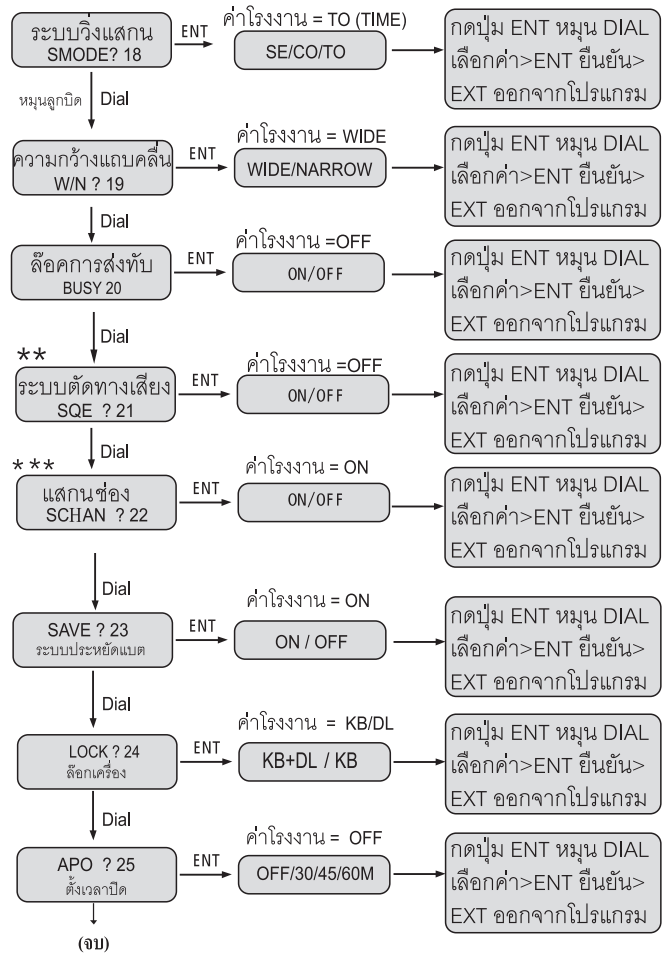 ระบบวิ่งแสกน
SMODE? 18
ENT
ค่าโรงงาน = TO (TIME)
SE/CO/TO
กดปุ่ม ENT หมุน DIAL
เลือกค่า>ENT ยืนยัน>
EXT ออกจากโปรแกรม
หมุนลูกบิด
Dial
ความกว้างแถบคลื่น
W/N ? 19
ENT
ค่าโรงงาน = WIDE
WIDE/NARROW
กดปุ่ม ENT หมุน DIAL
เลือกค่า>ENT ยืนยัน>
EXT ออกจากโปรแกรม
Dial
ล๊อคการส่งทับ
BUSY 20
ENT
ค่าโรงงาน =OFF
ON/OFF
กดปุ่ม ENT หมุน DIAL
เลือกค่า>ENT ยืนยัน>
EXT ออกจากโปรแกรม
Dial
**
ระบบตัดทางเสียง
SQE ? 21
ENT
ค่าโรงงาน =OFF
ON/OFF
กดปุ่ม ENT หมุน DIAL
เลือกค่า>ENT ยืนยัน>
EXT ออกจากโปรแกรม
Dial
* **
แสกนช่อง
SCHAN ? 22
ENT
ค่าโรงงาน = ON
ON/OFF
กดปุ่ม ENT หมุน DIAL
เลือกค่า>ENT ยืนยัน>
EXT ออกจากโปรแกรม
Dial
SAVE ? 23
ระบบประหยัดแบต
ENT
ค่าโรงงาน = ON
ON / OFF
กดปุ่ม ENT หมุน DIAL
เลือกค่า>ENT ยืนยัน>
EXT ออกจากโปรแกรม
Dial
LOCK ? 24
ล๊อกเครื่อง
ENT
ค่าโรงงาน = KB/DL
KB+DL / KB
กดปุ่ม ENT หมุน DIAL
เลือกค่า>ENT ยืนยัน>
EXT ออกจากโปรแกรม
Dial
APO ? 25
ตั้งเวลาปิด
ENT
ค่าโรงงาน = OFF
OFF/30/45/60M
กดปุ่ม ENT หมุน DIAL
เลือกค่า>ENT ยืนยัน>
EXT ออกจากโปรแกรม
(จบ)